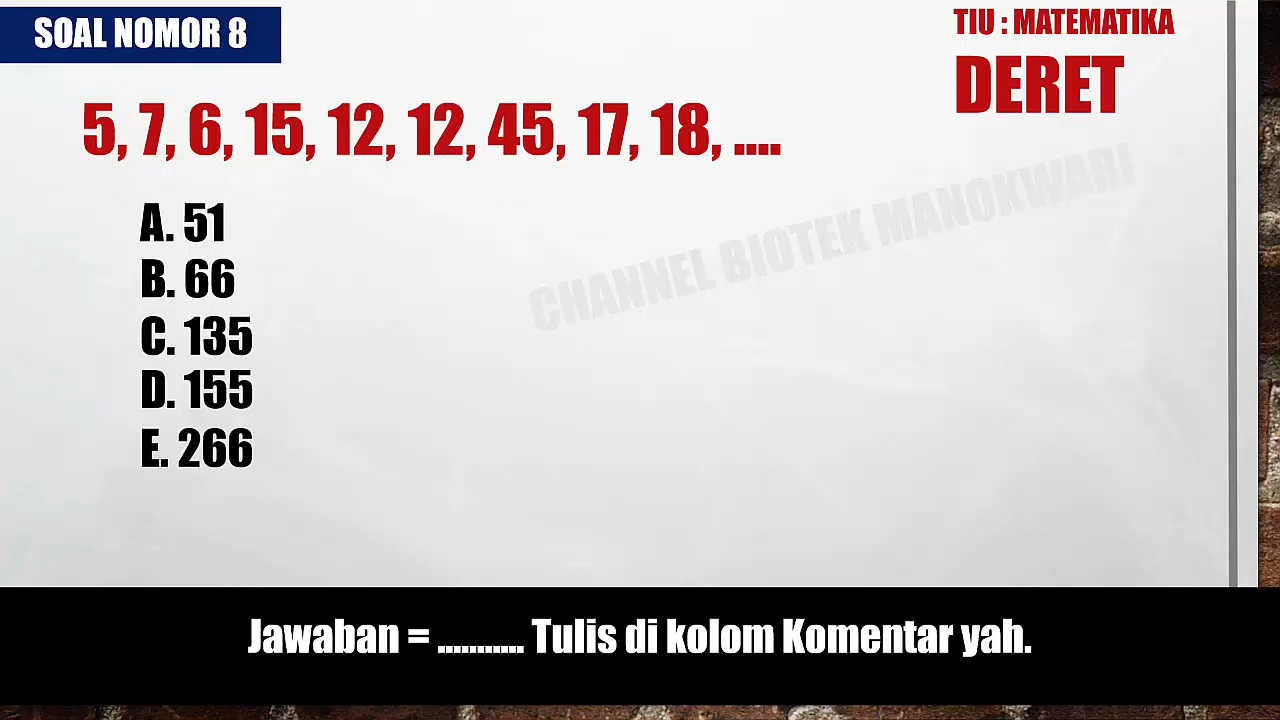 SOAL NOMOR 8
TIU : MATEMATIKA
DERET
5, 7, 6, 15, 12, 12, 45, 17, 18, ....
CHANNEL BIOTEK MANOKWARI
A. 51
B. 66
C. 135
D. 155
E. 266
Jawaban = ........... Tulis di kolom Komentar yah.